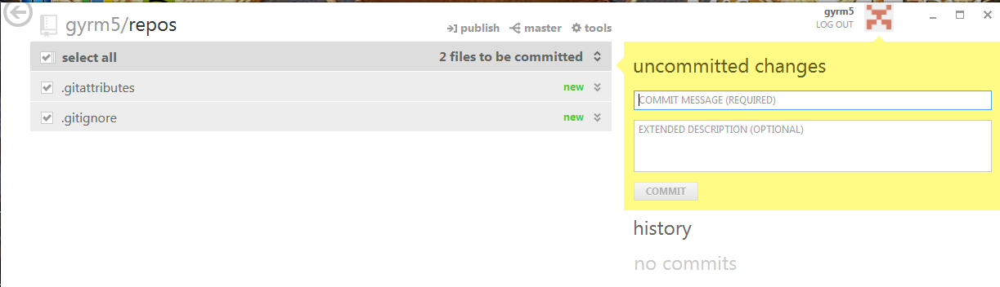 gyrm5/repos
publish master tools
gyrm5
LOG OUT
select all 2 files to be committed
.gitattributes new
.gitignore new
uncommitted changes
COMMIT MESSAGE (REQUIRED)
EXTENDED DESCRIPTION (OPTIONAL)
COMMIT
history
no commits